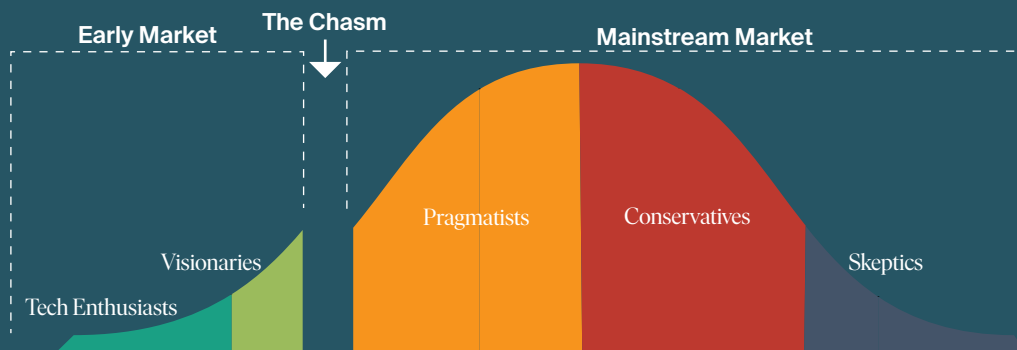 Early Market
The Chasm
Mainstream Market
Tech Enthusiasts
Visionaries
Pragmatists
Conservatives
Skeptics